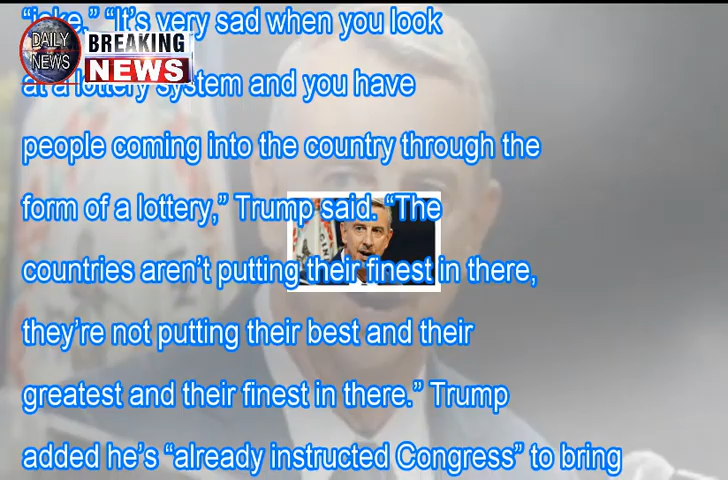 “joke.” “It’s very sad when you look
DAILY
NEWS
BREAKING
NEWS
at a lottery system and you have
people coming into the country through the
form of a lottery,” Trump said. “The
countries aren’t putting their finest in there,
they’re not putting their best and their
greatest and their finest in there.” Trump
added he’s “already instructed Congress” to bring